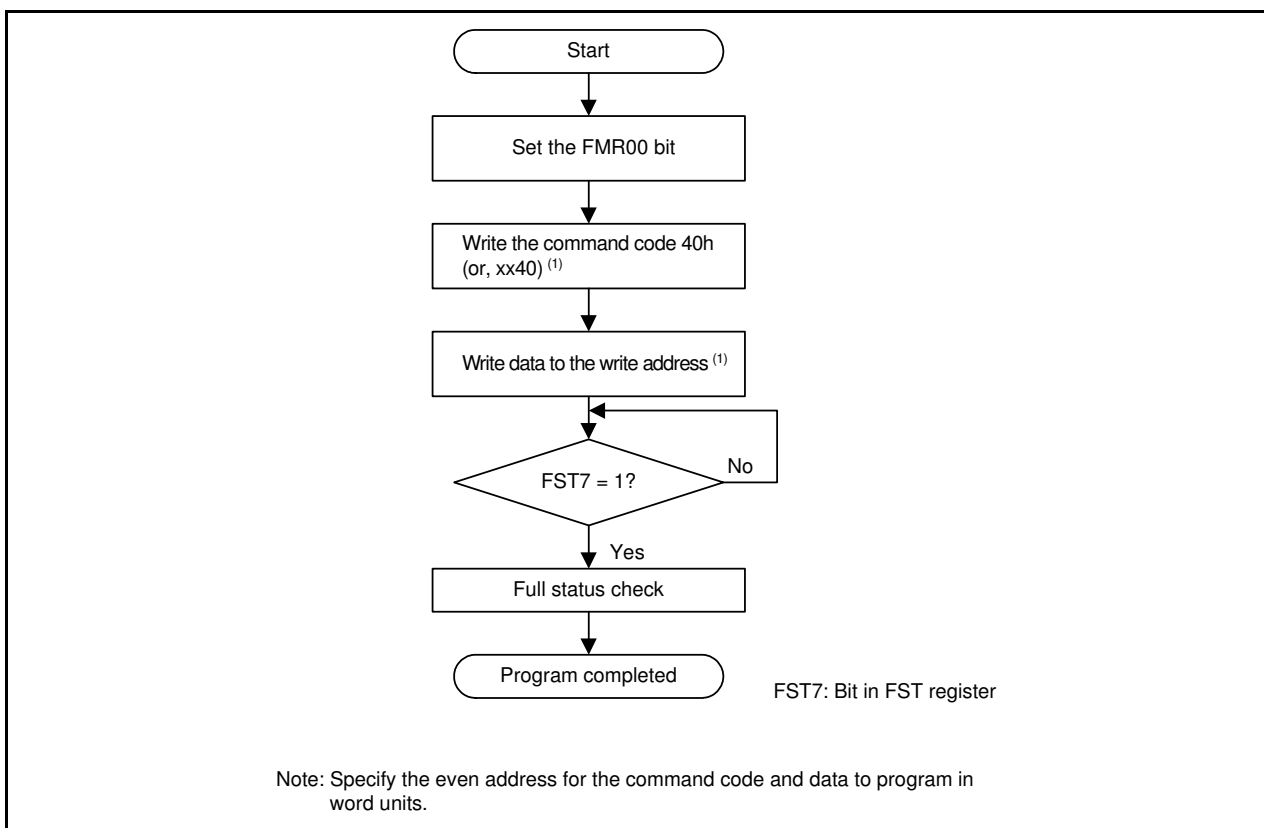 Start
Set the FMR00 bit
Write the command code 40h
(or, xx40) (1)
Write data to the write address (1)
FST7 = 1?
No
Yes
Full status check
Program completed
FST7: Bit in FST register
Note: Specify the even address for the command code and data to program in
word units.